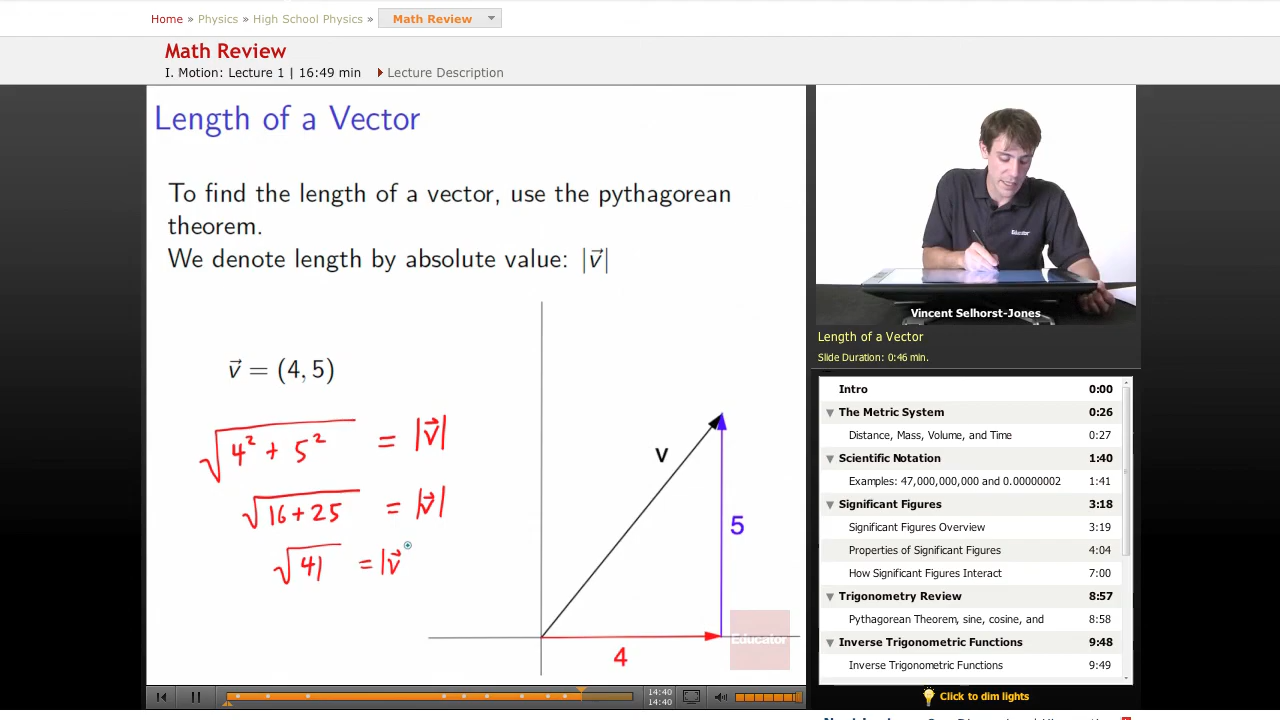 Home » Physics » High School Physics » Math Review
Math Review
I. Motion: Lecture 1 | 16:49 min Lecture Description
Length of a Vector
To find the length of a vector, use the pythagorean
theorem.
We denote length by absolute value: |v⃗|
v⃗ = (4, 5)
√(4² + 5²) = |v⃗|
√(16+25) = |v⃗|
√41 = |v⃗
v
5
4
Educator
Educator
Vincent Selhorst-Jones
Length of a Vector
Slide Duration: 0:46 min.
Intro 0:00
The Metric System 0:26
Distance, Mass, Volume, and Time 0:27
Scientific Notation 1:40
Examples: 47,000,000,000 and 0.00000002 1:41
Significant Figures 3:18
Significant Figures Overview 3:19
Properties of Significant Figures 4:04
How Significant Figures Interact 7:00
Trigonometry Review 8:57
Pythagorean Theorem, sine, cosine, and 8:58
Inverse Trigonometric Functions 9:48
Inverse Trigonometric Functions 9:49
14:40
14:40
Click to dim lights